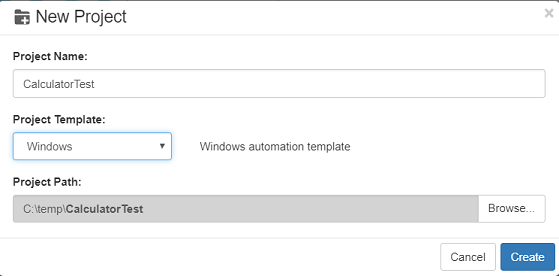 New Project
×
Project Name:
CalculatorTest
Project Template:
Windows
Windows automation template
Project Path:
C:\temp\CalculatorTest
Browse...
Cancel
Create